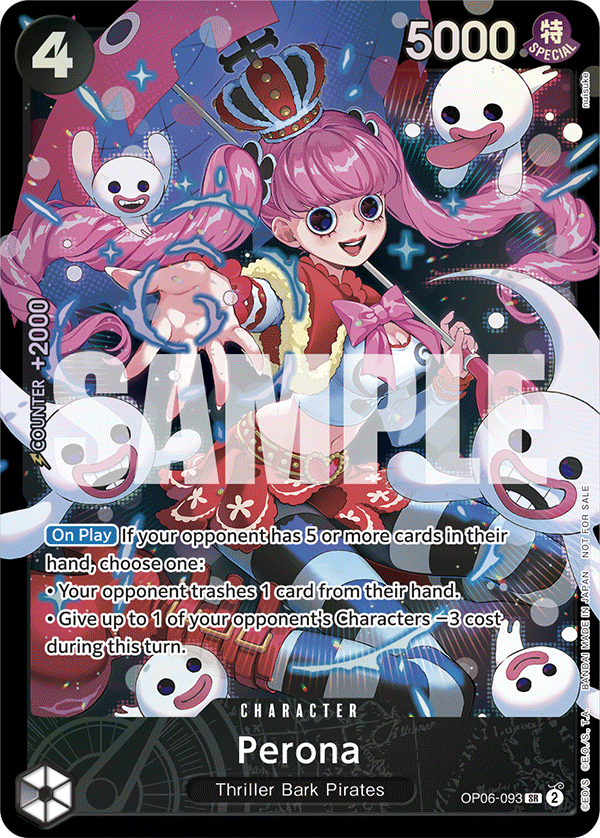 4
5000
特
SPECIAL
nuisuke
COUNTER +2000
SAMPLE
On Play If your opponent has 5 or more cards in their
hand, choose one:
• Your opponent trashes 1 card from their hand.
• Give up to 1 of your opponent's Characters −3 cost
during this turn.
CHARACTER
Perona
Thriller Bark Pirates
OP06-093 SR 2
©E.O./S, T.A. BANDAI MADE IN JAPAN NOT FOR SALE